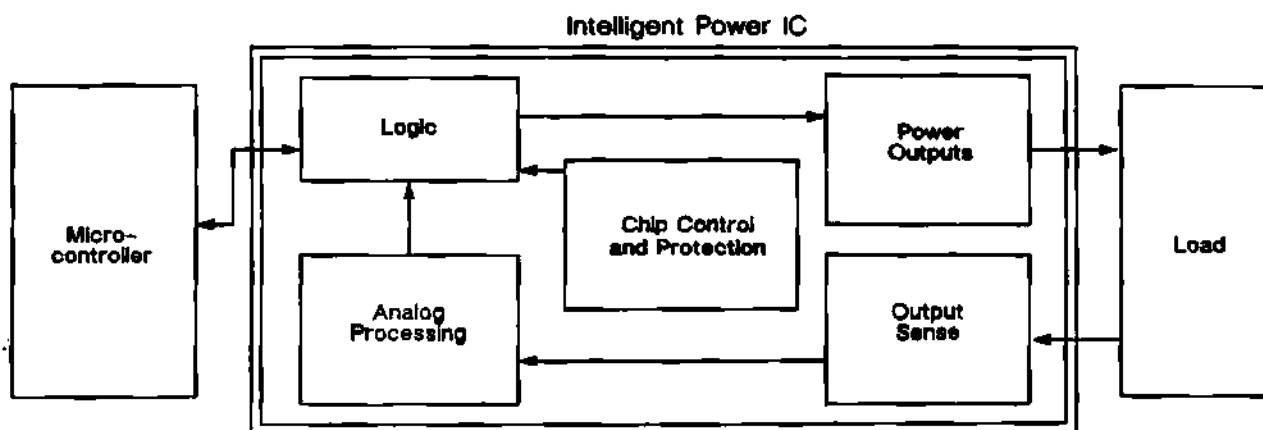 Intelligent Power IC
Micro-
controller
Logic
Chip Control
and Protection
Analog
Processing
Power
Outputs
Output
Sense
Load